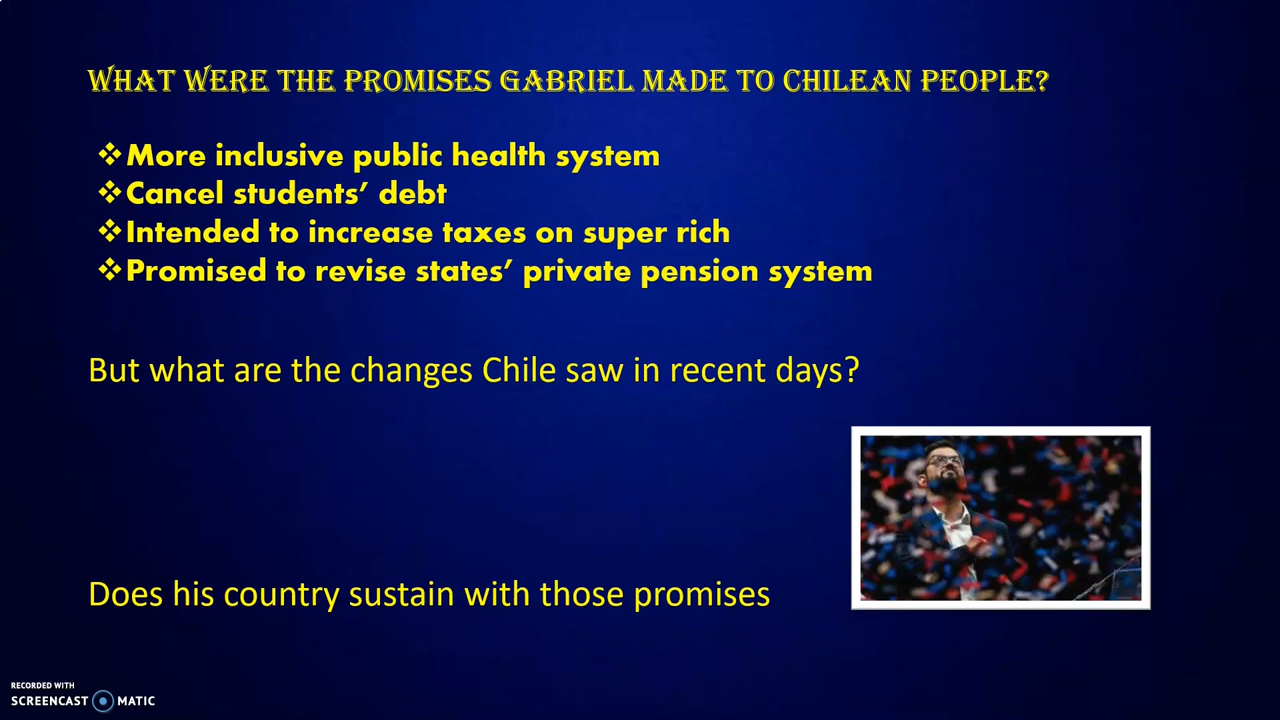 WHAT WERE THE PROMISES GABRIEL MADE TO CHILEAN PEOPLE?
❖More inclusive public health system
❖Cancel students’ debt
❖Intended to increase taxes on super rich
❖Promised to revise states’ private pension system
But what are the changes Chile saw in recent days?
Does his country sustain with those promises
RECORDED WITH
SCREENCAST MATIC